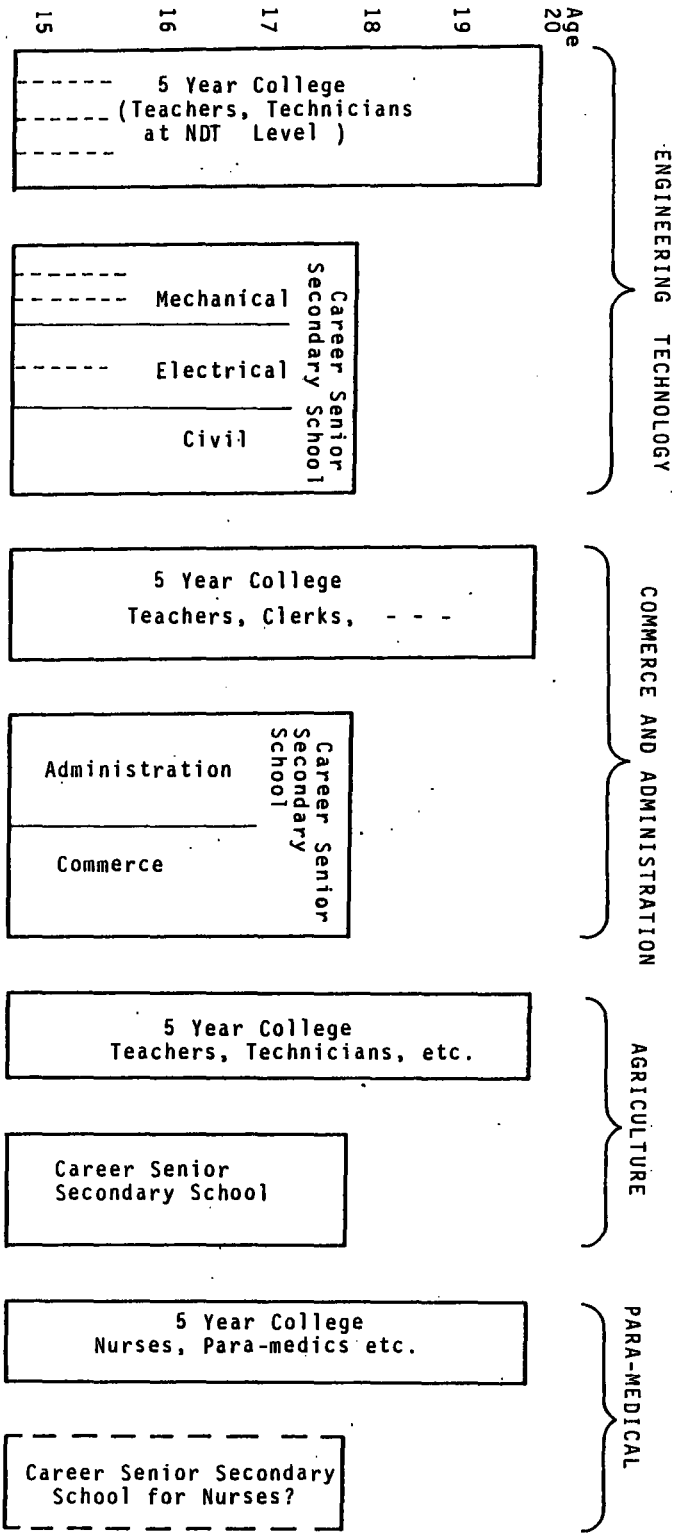 Age
20
19
18
17
16
15
ENGINEERING TECHNOLOGY
5 Year College
(Teachers, Technicians
at NDT Level )
Career Senior
Secondary School
Mechanical
Electrical
Civil
COMMERCE AND ADMINISTRATION
5 Year College
Teachers, Clerks, - - -
Career Senior
Secondary
School
Administration
Commerce
AGRICULTURE
5 Year College
Teachers, Technicians, etc.
Career Senior
Secondary School
PARA-MEDICAL
5 Year College
Nurses, Para-medics etc.
Career Senior Secondary
School for Nurses?